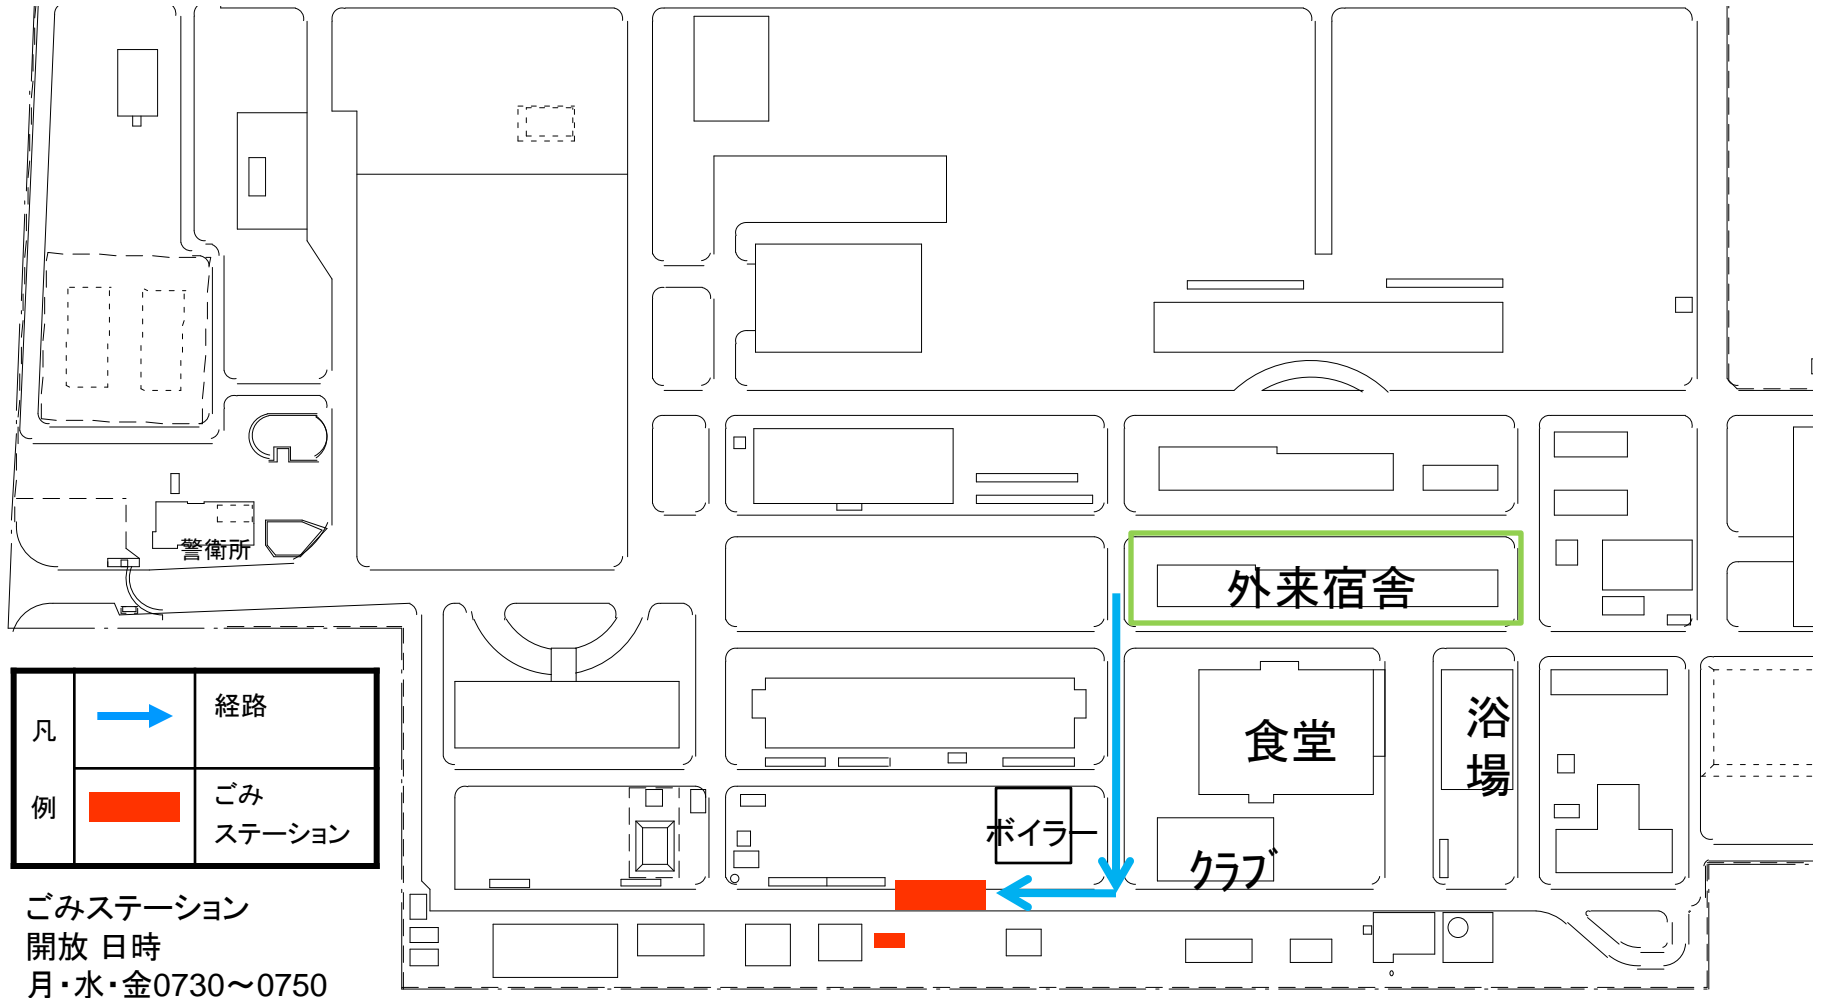 警衛所
外来宿舎
食堂
浴
場
ボイラー
クラブ
凡
例
経路
ごみ
ステーション
ごみステーション
開放 日時
月・水・金0730～0750